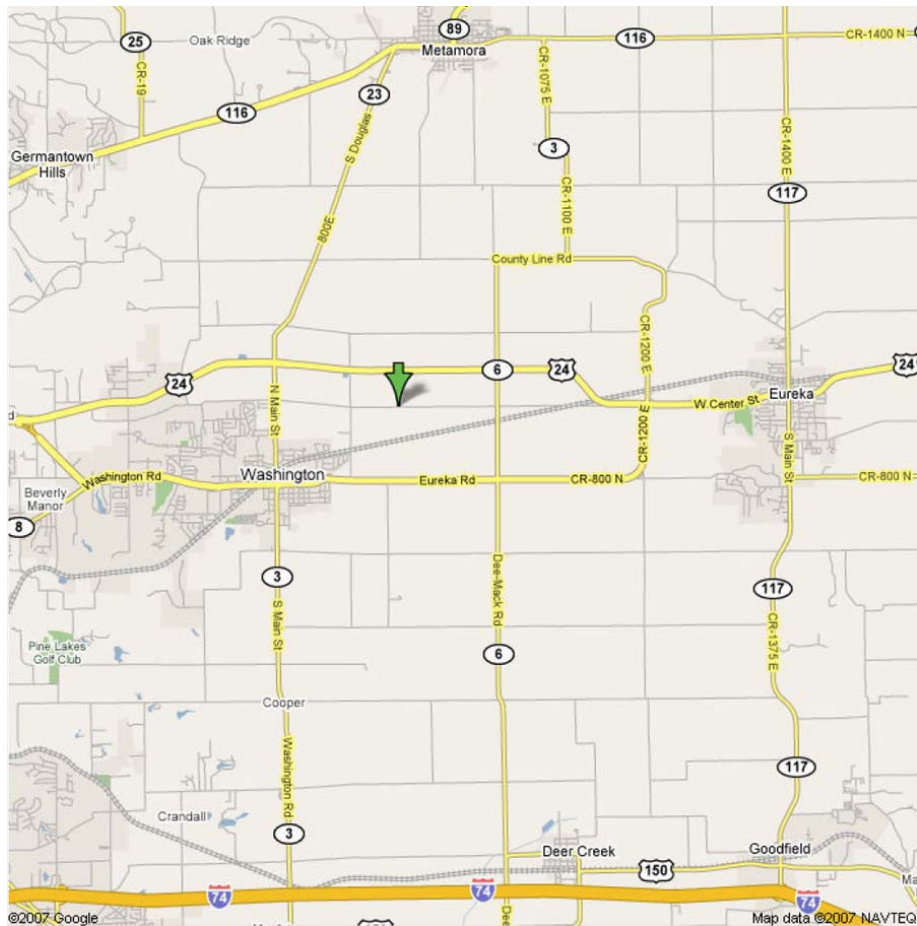 89
25
Oak Ridge
Metamora
116
CR-1400 N
CR-19
23
CR-1075 E
116
S Douglas
CR-1400 E
3
Germantown
Hills
CR-1100 E
117
800E
County Line Rd
CR-1200 E
24
6
24
24
N Main St
W Center St
Eureka
CR-1200 E
Washington
S Main St
Washington Rd
Eureka Rd
CR-800 N
CR-800 N
Beverly
Manor
8
Dee-Mack Rd
3
117
S Main St
CR-1375 E
Pine Lakes
Golf Club
6
Cooper
Washington Rd
117
Crandall
3
Deer Creek
Goodfield
150
74
74
74
Dee
©2007 Google
Map data ©2007 NAVTEQ